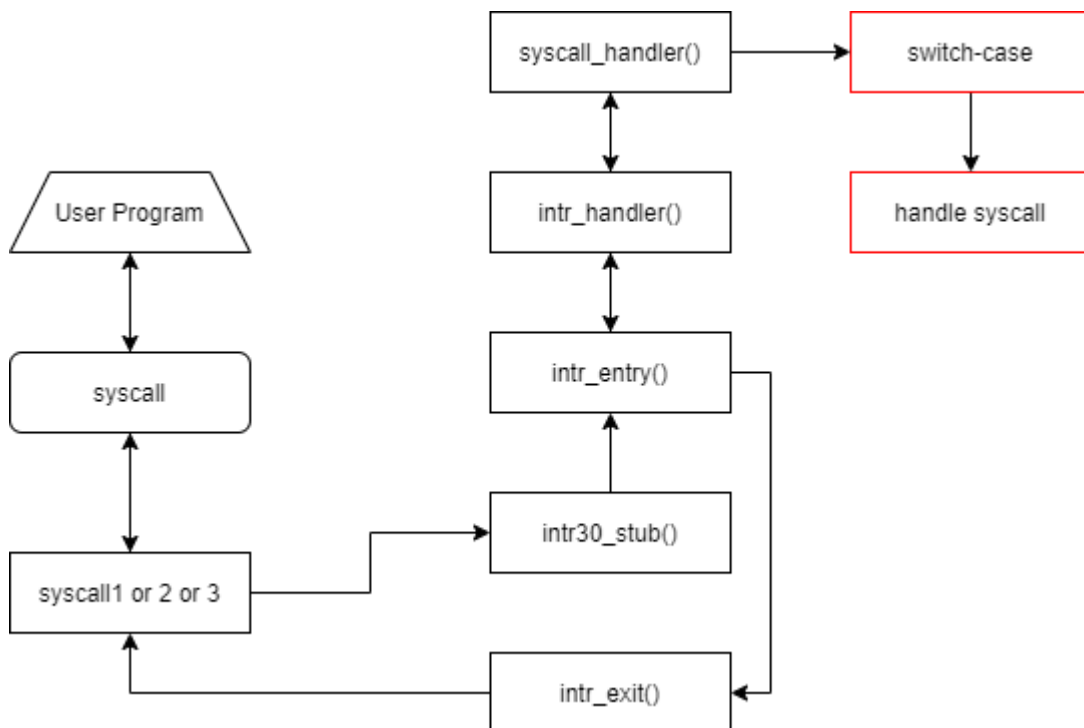 syscall_handler()
switch-case
User Program
intr_handler()
handle syscall
syscall
intr_entry()
intr30_stub()
syscall1 or 2 or 3
intr_exit()